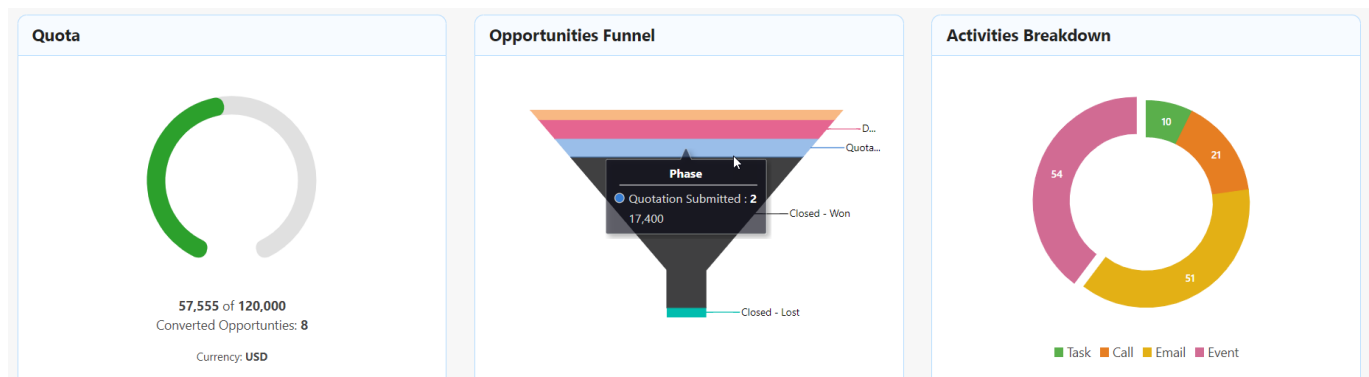 Quota
57,555 of 120,000
Converted Opportunties: 8
Currency: USD
Opportunities Funnel
D...
Quota...
Phase
Quotation Submitted : 2
17,400
Closed - Won
Closed - Lost
Activities Breakdown
10
21
54
51
Task Call Email Event